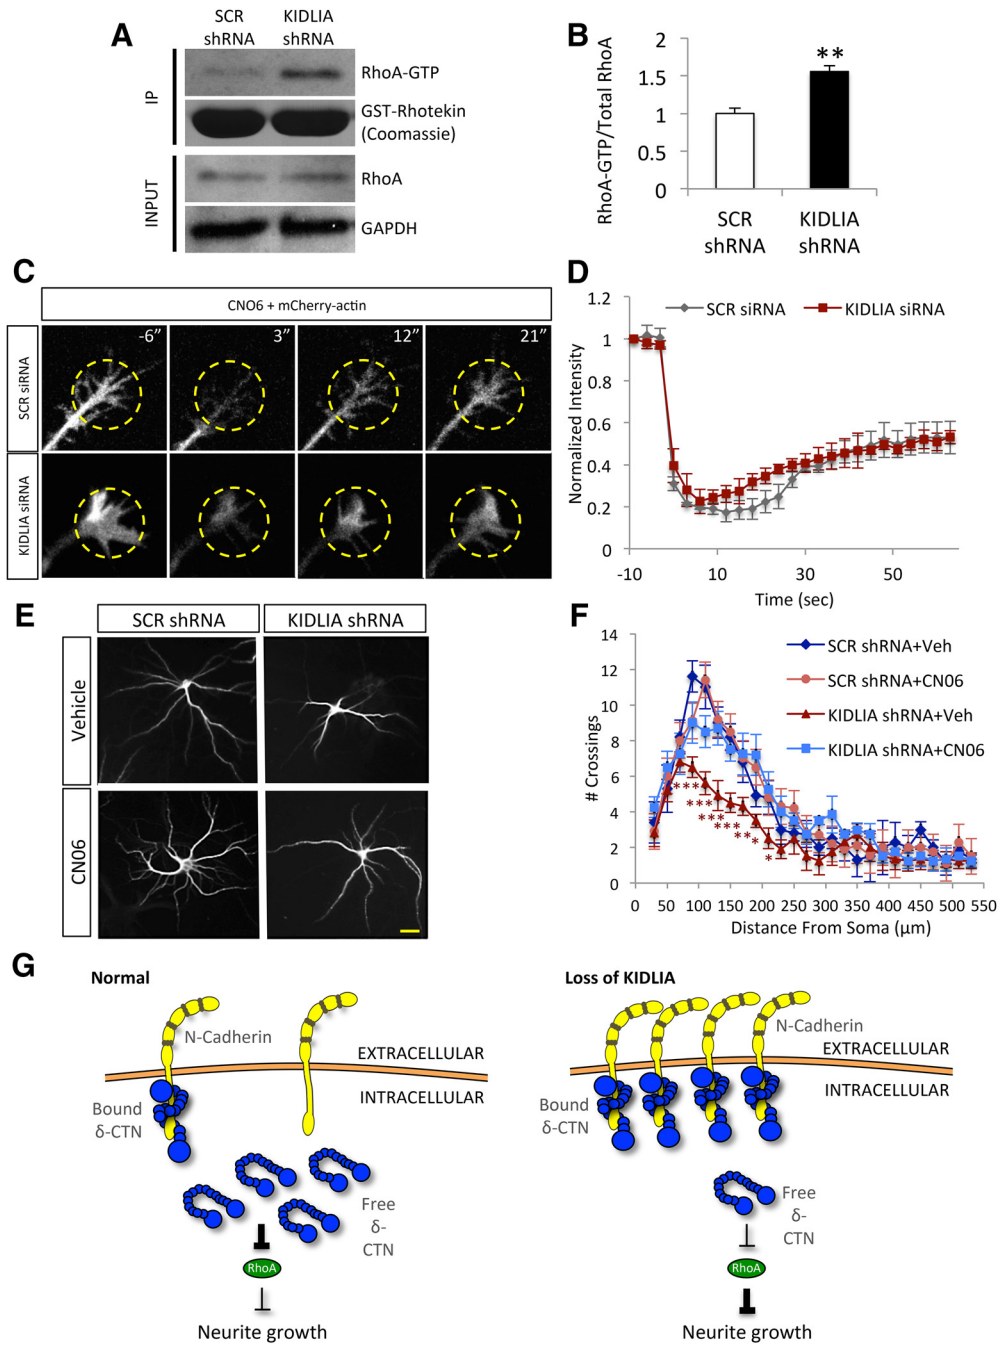 A
SCR
shRNA
KIDLIA
shRNA
IP
RhoA-GTP
GST-Rhotekin
(Coomassie)
INPUT
RhoA
GAPDH
B
RhoA-GTP/Total RhoA
2
1.5
1
0.5
0
**
SCR
shRNA
KIDLIA
shRNA
C
CNO6 + mCherry-actin
SCR siRNA
-6”
3”
12”
21”
KIDLIA siRNA
D
Normalized Intensity
1.2
1
0.8
0.6
0.4
0.2
0
SCR siRNA
KIDLIA siRNA
-10
10
30
50
Time (sec)
E
SCR shRNA
KIDLIA shRNA
Vehicle
CN06
F
# Crossings
14
12
10
8
6
4
2
0
SCR shRNA+Veh
SCR shRNA+CN06
KIDLIA shRNA+Veh
KIDLIA shRNA+CN06
***
***
***
***
**
**
*
0 50 100 150 200 250 300 350 400 450 500 550
Distance From Soma (µm)
G
Normal
N-Cadherin
EXTRACELLULAR
INTRACELLULAR
Bound
δ-CTN
Free
δ-
CTN
RhoA
Neurite growth
Loss of KIDLIA
N-Cadherin
EXTRACELLULAR
INTRACELLULAR
Bound
δ-CTN
Free
δ-
CTN
RhoA
Neurite growth